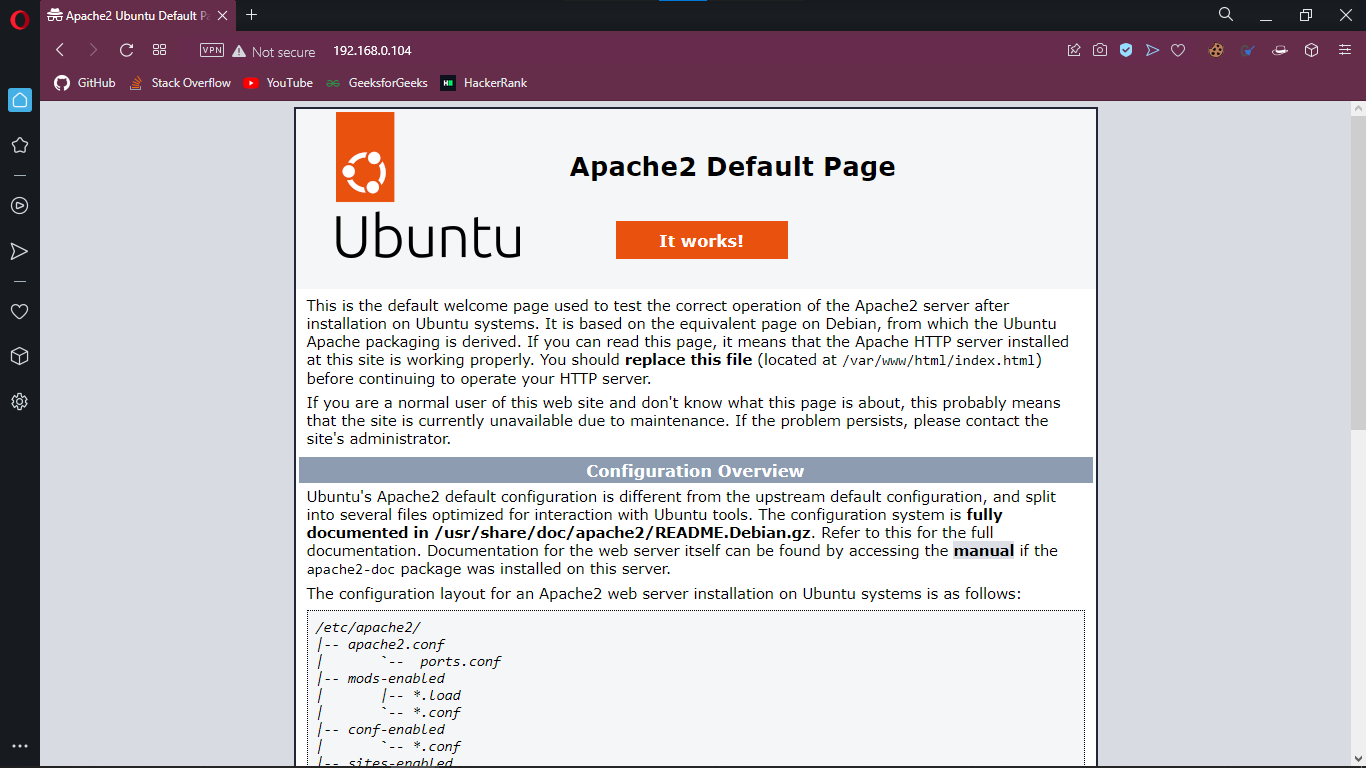 Apache2 Ubuntu Default Pa
VPN Not secure 192.168.0.104
GitHub Stack Overflow YouTube GeeksforGeeks HackerRank
Ubuntu
Apache2 Default Page
It works!
This is the default welcome page used to test the correct operation of the Apache2 server after
installation on Ubuntu systems. It is based on the equivalent page on Debian, from which the Ubuntu
Apache packaging is derived. If you can read this page, it means that the Apache HTTP server installed
at this site is working properly. You should replace this file (located at /var/www/html/index.html)
before continuing to operate your HTTP server.
If you are a normal user of this web site and don't know what this page is about, this probably means
that the site is currently unavailable due to maintenance. If the problem persists, please contact the
site's administrator.
Configuration Overview
Ubuntu's Apache2 default configuration is different from the upstream default configuration, and split
into several files optimized for interaction with Ubuntu tools. The configuration system is fully
documented in /usr/share/doc/apache2/README.Debian.gz. Refer to this for the full
documentation. Documentation for the web server itself can be found by accessing the manual if the
apache2-doc package was installed on this server.
The configuration layout for an Apache2 web server installation on Ubuntu systems is as follows:
/etc/apache2/
|-- apache2.conf
|       `--  ports.conf
|-- mods-enabled
|       |-- *.load
|       `-- *.conf
|-- conf-enabled
|       `-- *.conf
|-- sites-enabled